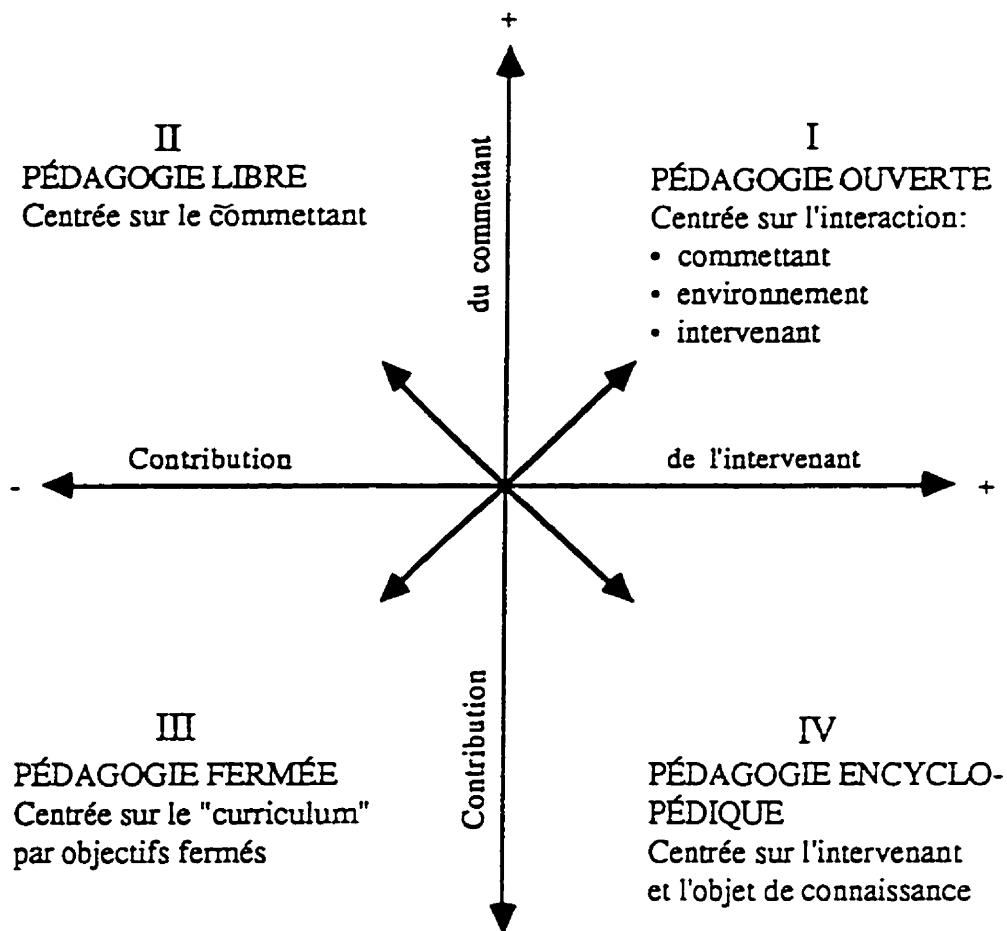 +
II
PÉDAGOGIE LIBRE
Centrée sur le commettant
I
PÉDAGOGIE OUVERTE
Centrée sur l'interaction:
• commettant
• environnement
• intervenant
du commettant
Contribution
de l'intervenant
-
+
Contribution
III
PÉDAGOGIE FERMÉE
Centrée sur le "curriculum"
par objectifs fermés
IV
PÉDAGOGIE ENCYCLO-
PÉDIQUE
Centrée sur l'intervenant
et l'objet de connaissance